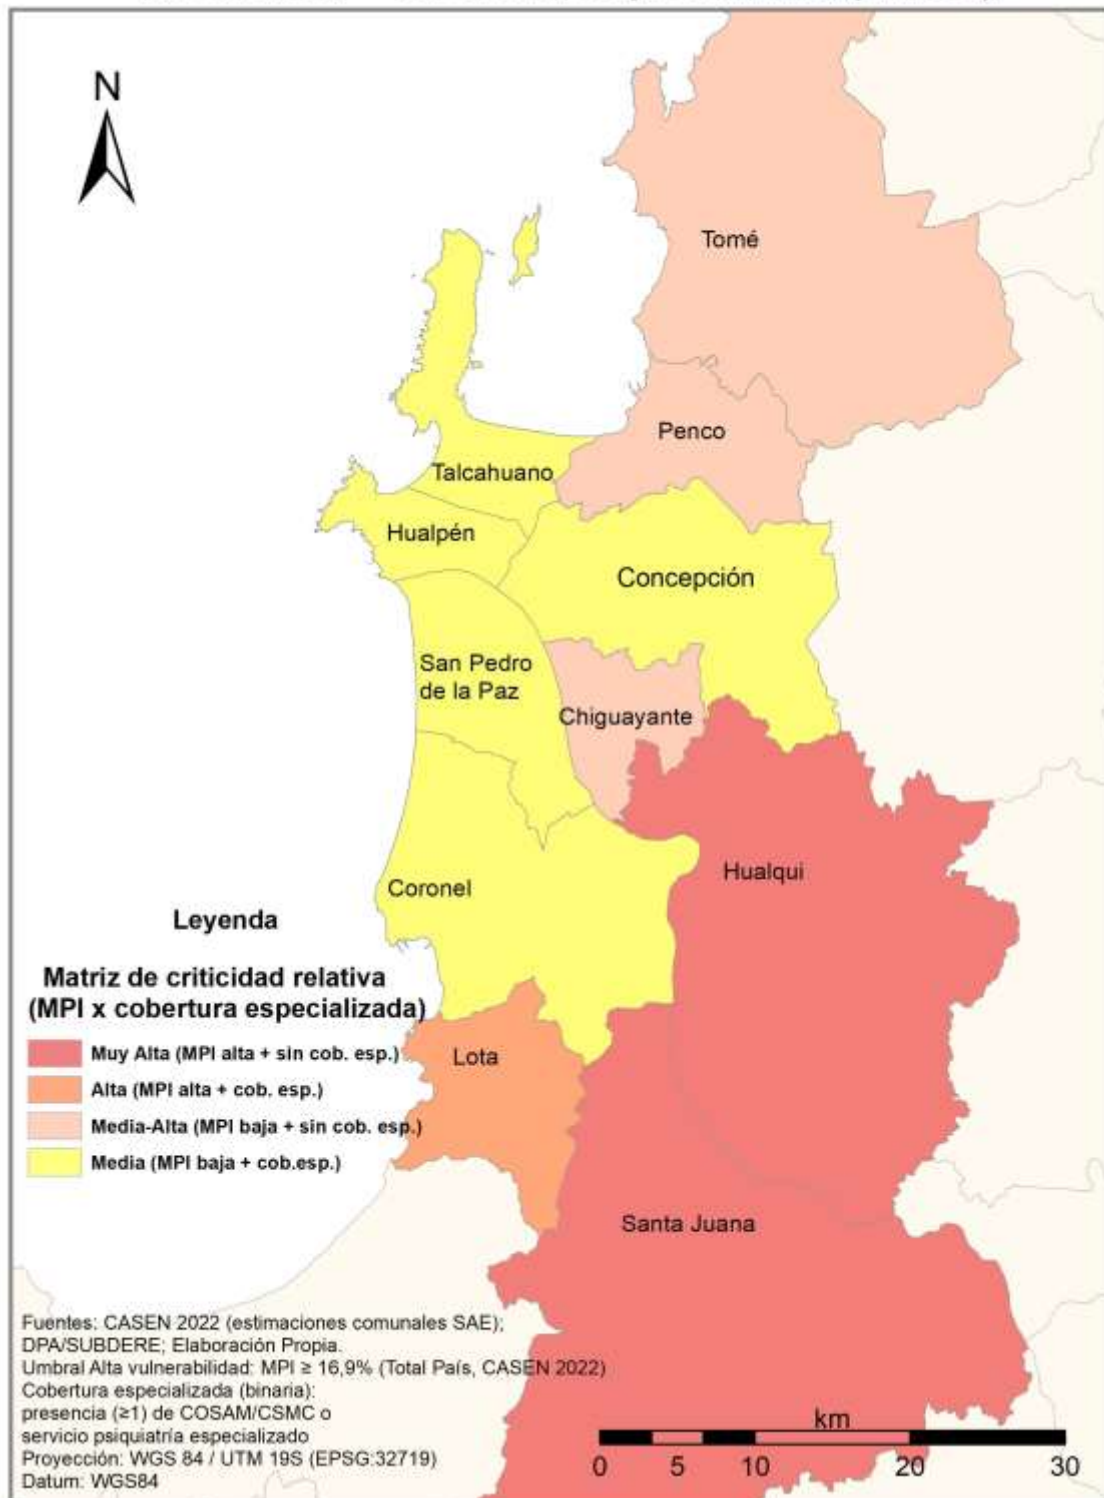 N
Tomé
Penco
Talcahuano
Hualpén
Concepción
San Pedro
de la Paz
Chiguayante
Hualqui
Coronel
Leyenda
Matriz de criticidad relativa
(MPI x cobertura especializada)
Muy Alta (MPI alta + sin cob. esp.)
Alta (MPI alta + cob. esp.)
Media-Alta (MPI baja + sin cob. esp.)
Media (MPI baja + cob.esp.)
Lota
Santa Juana
Fuentes: CASEN 2022 (estimaciones comunales SAE);
DPA/SUBDERE; Elaboración Propia.
Umbral Alta vulnerabilidad: MPI ≥ 16,9% (Total País, CASEN 2022)
Cobertura especializada (binaria):
presencia (≥1) de COSAM/CSMC o
servicio psiquiatría especializado
Proyección: WGS 84 / UTM 19S (EPSG:32719)
Datum: WGS84
km
0 5 10 20 30